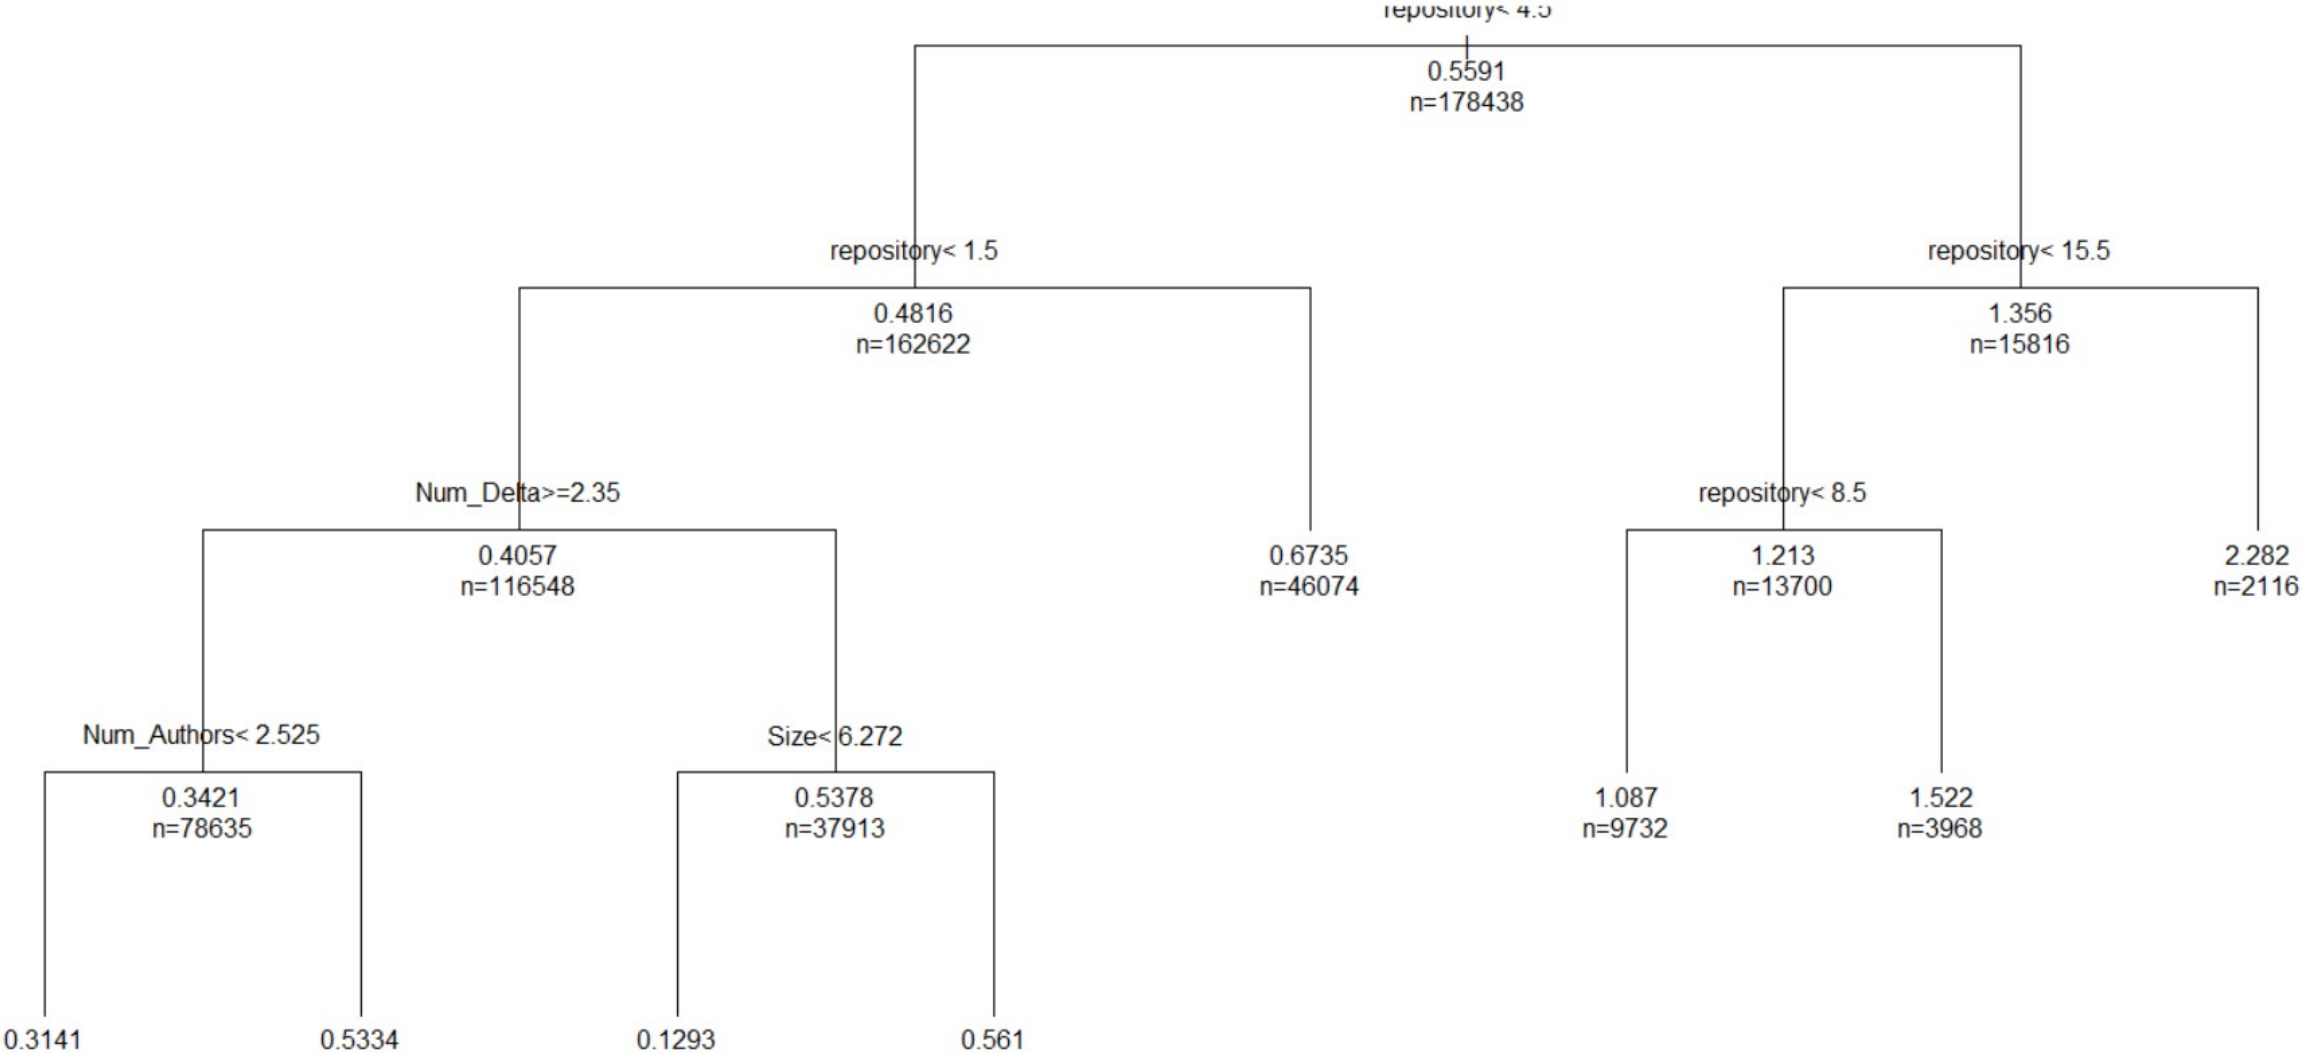 repository< 4.5
0.5591
n=178438
repository< 1.5
repository< 15.5
0.4816
n=162622
1.356
n=15816
Num_Delta>=2.35
repository< 8.5
0.4057
n=116548
0.6735
n=46074
1.213
n=13700
2.282
n=2116
Num_Authors< 2.525
Size< 6.272
0.3421
n=78635
0.5378
n=37913
1.087
n=9732
1.522
n=3968
0.3141
0.5334
0.1293
0.561